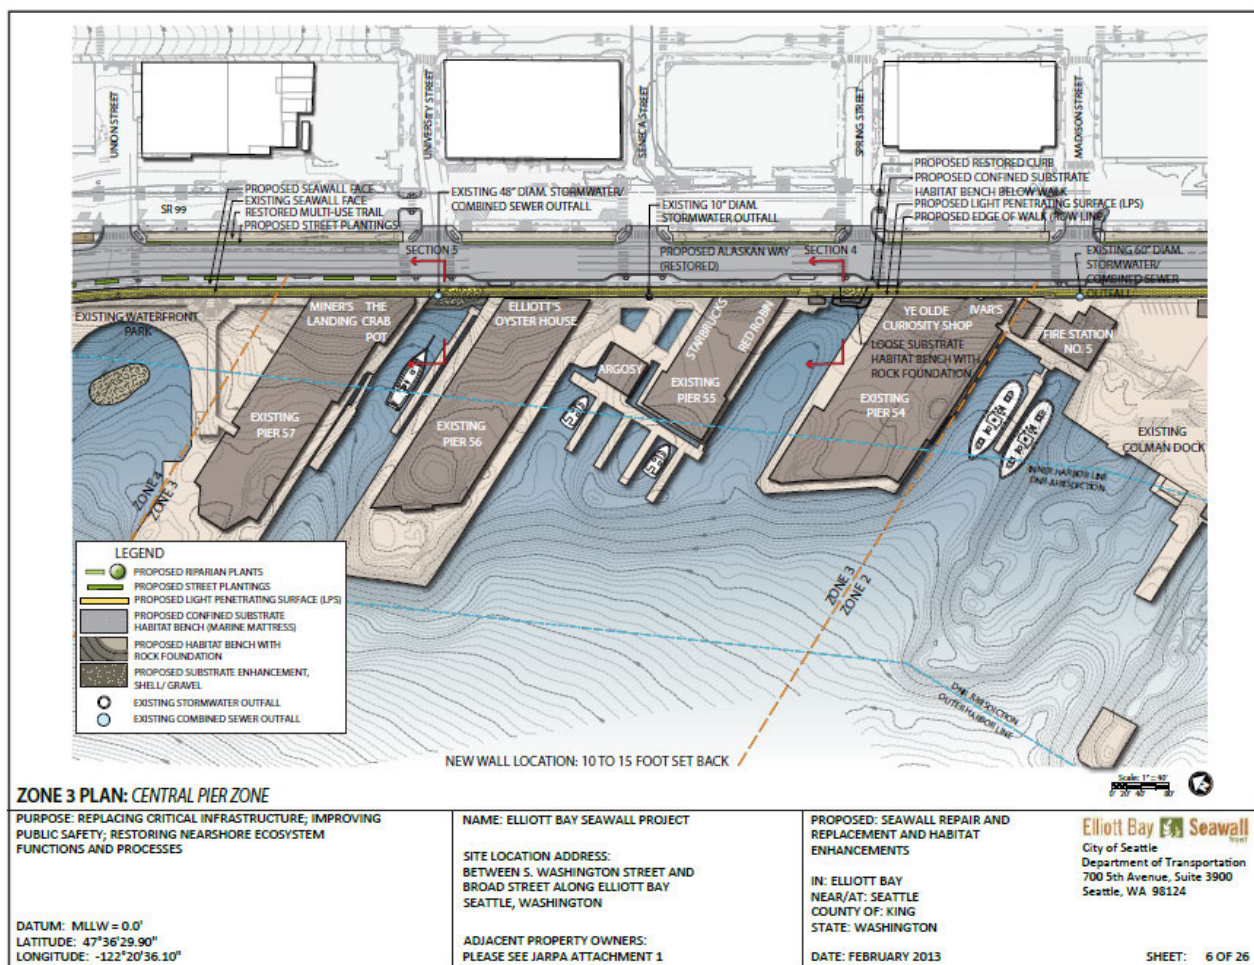 UNION STREET
UNIVERSITY STREET
SENECA STREET
SPRING STREET
MADISON STREET
PROPOSED SEAWALL FACE
EXISTING SEAWALL FACE
RESTORED MULTI-USE TRAIL
PROPOSED STREET PLANTINGS
SR 99
EXISTING 48" DIAM. STORMWATER/
COMBINED SEWER OUTFALL
EXISTING 10" DIAM.
STORMWATER OUTFALL
PROPOSED RESTORED CURB
PROPOSED CONFINED SUBSTRATE
HABITAT BENCH BELOW WALK
PROPOSED LIGHT PENETRATING SURFACE (LPS)
PROPOSED EDGE OF WALK (ROW LINE)
SECTION 5
PROPOSED ALASKAN WAY
(RESTORED)
SECTION 4
EXISTING 60" DIAM.
STORMWATER/
COMBINED SEWER
OUTFALL
EXISTING WATERFRONT
PARK
MINER'S
LANDING
THE
CRAB
POT
ELLIOTT'S
OYSTER HOUSE
STARBRUCKS
RED ROBIN
YE OLDE
CURIOSITY SHOP
IVAR'S
FIRE STATION
NO. 5
LOOSE SUBSTRATE
HABITAT BENCH WITH
ROCK FOUNDATION
ARGOSY
EXISTING
PIER 57
EXISTING
PIER 56
EXISTING
PIER 55
EXISTING
PIER 54
EXISTING
COLMAN DOCK
INNER HARBOR LINE
DNR JURISDICTION
ZONE 4
ZONE 3
ZONE 3
ZONE 2
DNR JURISDICTION
OUTER HARBOR LINE
LEGEND
PROPOSED RIPARIAN PLANTS
PROPOSED STREET PLANTINGS
PROPOSED LIGHT PENETRATING SURFACE (LPS)
PROPOSED CONFINED SUBSTRATE
HABITAT BENCH (MARINE MATTRESS)
PROPOSED HABITAT BENCH WITH
ROCK FOUNDATION
PROPOSED SUBSTRATE ENHANCEMENT,
SHELL/ GRAVEL
EXISTING STORMWATER OUTFALL
EXISTING COMBINED SEWER OUTFALL
NEW WALL LOCATION: 10 TO 15 FOOT SET BACK
Scale: 1" = 40'
0' 20' 40' 80'
ZONE 3 PLAN: CENTRAL PIER ZONE
PURPOSE: REPLACING CRITICAL INFRASTRUCTURE; IMPROVING
PUBLIC SAFETY; RESTORING NEARSHORE ECOSYSTEM
FUNCTIONS AND PROCESSES
DATUM: MLLW = 0.0'
LATITUDE: 47°36'29.90"
LONGITUDE: -122°20'36.10"
NAME: ELLIOTT BAY SEAWALL PROJECT
SITE LOCATION ADDRESS:
BETWEEN S. WASHINGTON STREET AND
BROAD STREET ALONG ELLIOTT BAY
SEATTLE, WASHINGTON
ADJACENT PROPERTY OWNERS:
PLEASE SEE JARPA ATTACHMENT 1
PROPOSED: SEAWALL REPAIR AND
REPLACEMENT AND HABITAT
ENHANCEMENTS
IN: ELLIOTT BAY
NEAR/AT: SEATTLE
COUNTY OF: KING
STATE: WASHINGTON
DATE: FEBRUARY 2013
Elliott Bay Seawall
Project
City of Seattle
Department of Transportation
700 5th Avenue, Suite 3900
Seattle, WA 98124
SHEET: 6 OF 26